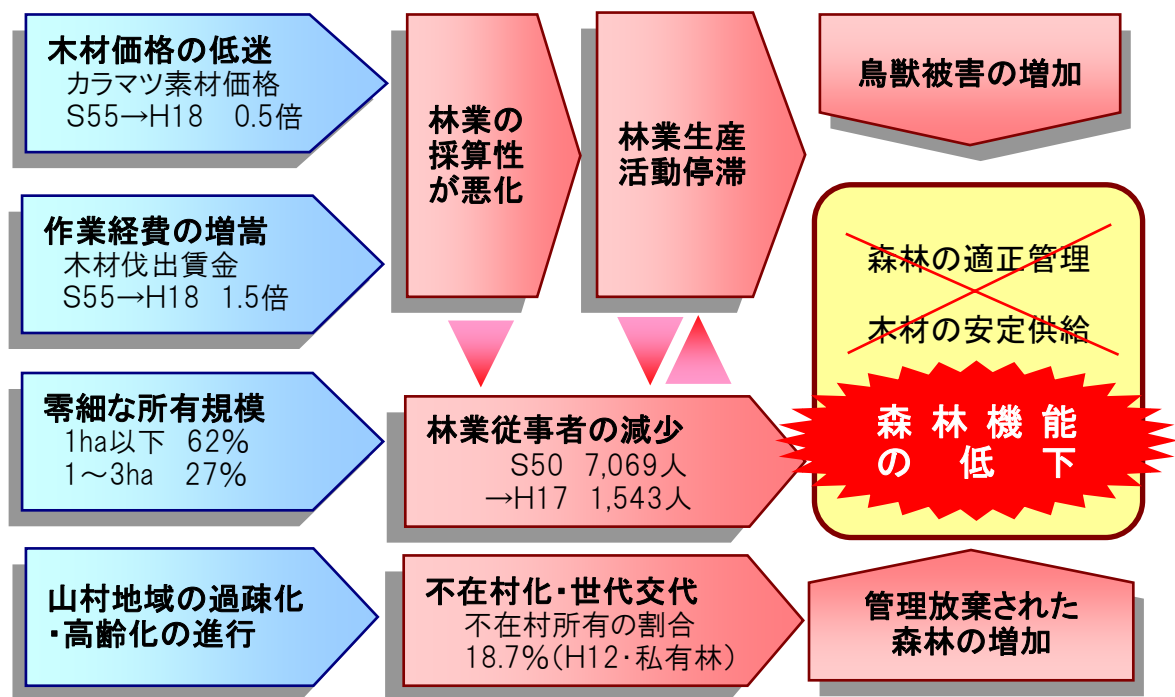 木材価格の低迷
カラマツ素材価格
S55→H18 0.5倍
作業経費の増嵩
木材伐出賃金
S55→H18 1.5倍
零細な所有規模
1ha以下 62%
1～3ha 27%
山村地域の過疎化
・高齢化の進行
林業の
採算性
が悪化
林業生産
活動停滞
林業従事者の減少
S50 7,069人
→H17 1,543人
不在村化・世代交代
不在村所有の割合
18.7%(H12・私有林)
鳥獣被害の増加
森林の適正管理
木材の安定供給
森林機能
の低下
管理放棄された
森林の増加